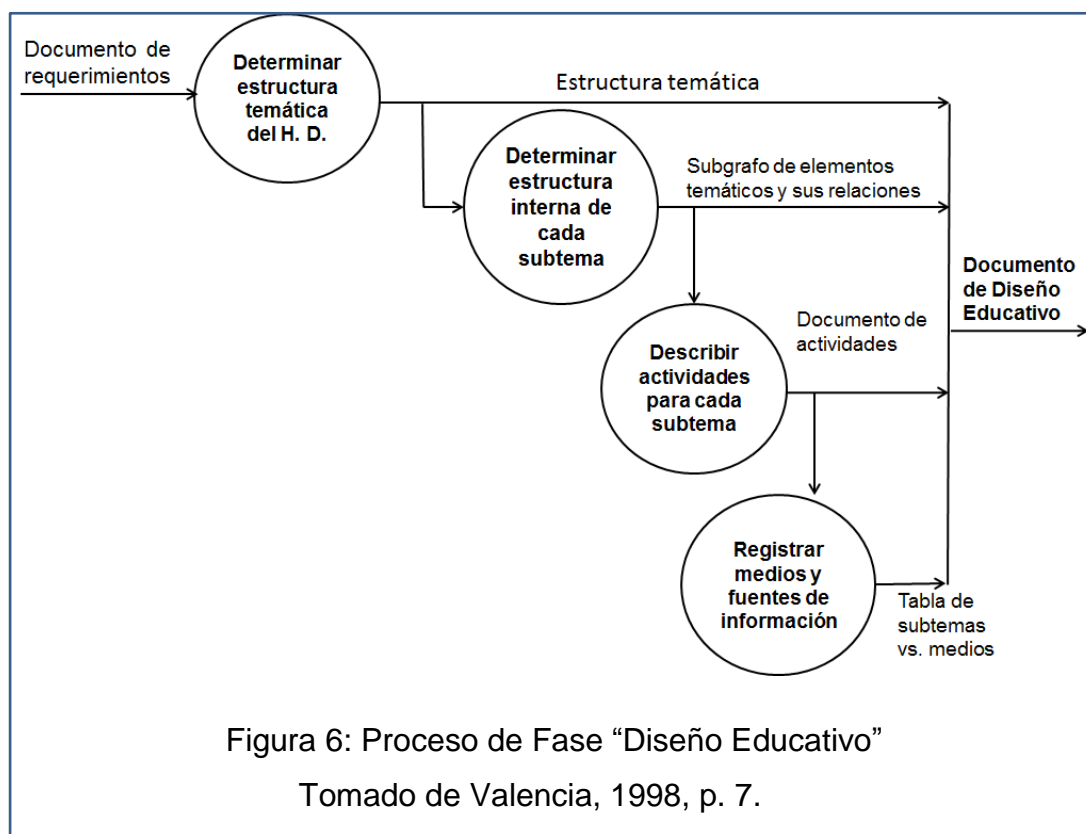 Documento de
requerimientos
Determinar
estructura
temática
del H. D.
Estructura temática
Determinar
estructura
interna de
cada
subtema
Subgrafo de elementos
temáticos y sus relaciones
Describir
actividades
para cada
subtema
Documento de
actividades
Documento
de Diseño
Educativo
Registrar
medios y
fuentes de
información
Tabla de
subtemas
vs. medios
Figura 6: Proceso de Fase “Diseño Educativo”
Tomado de Valencia, 1998, p. 7.